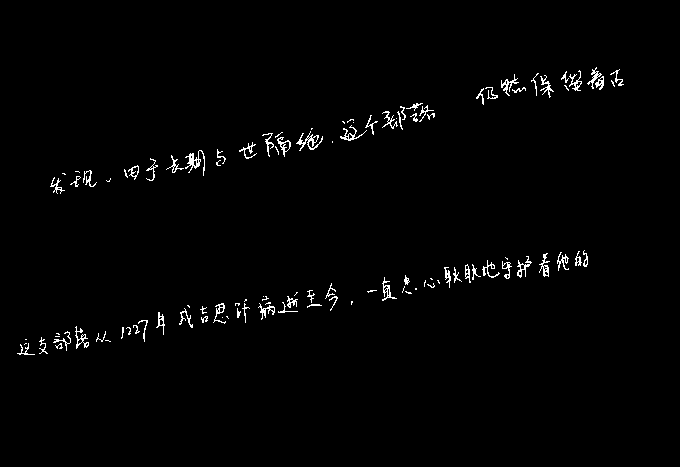 发现，由于长期与世隔绝，这个部落仍然保留着古
这支部落从1227年成吉思汗病逝至今，一直忠心耿耿地守护着他的